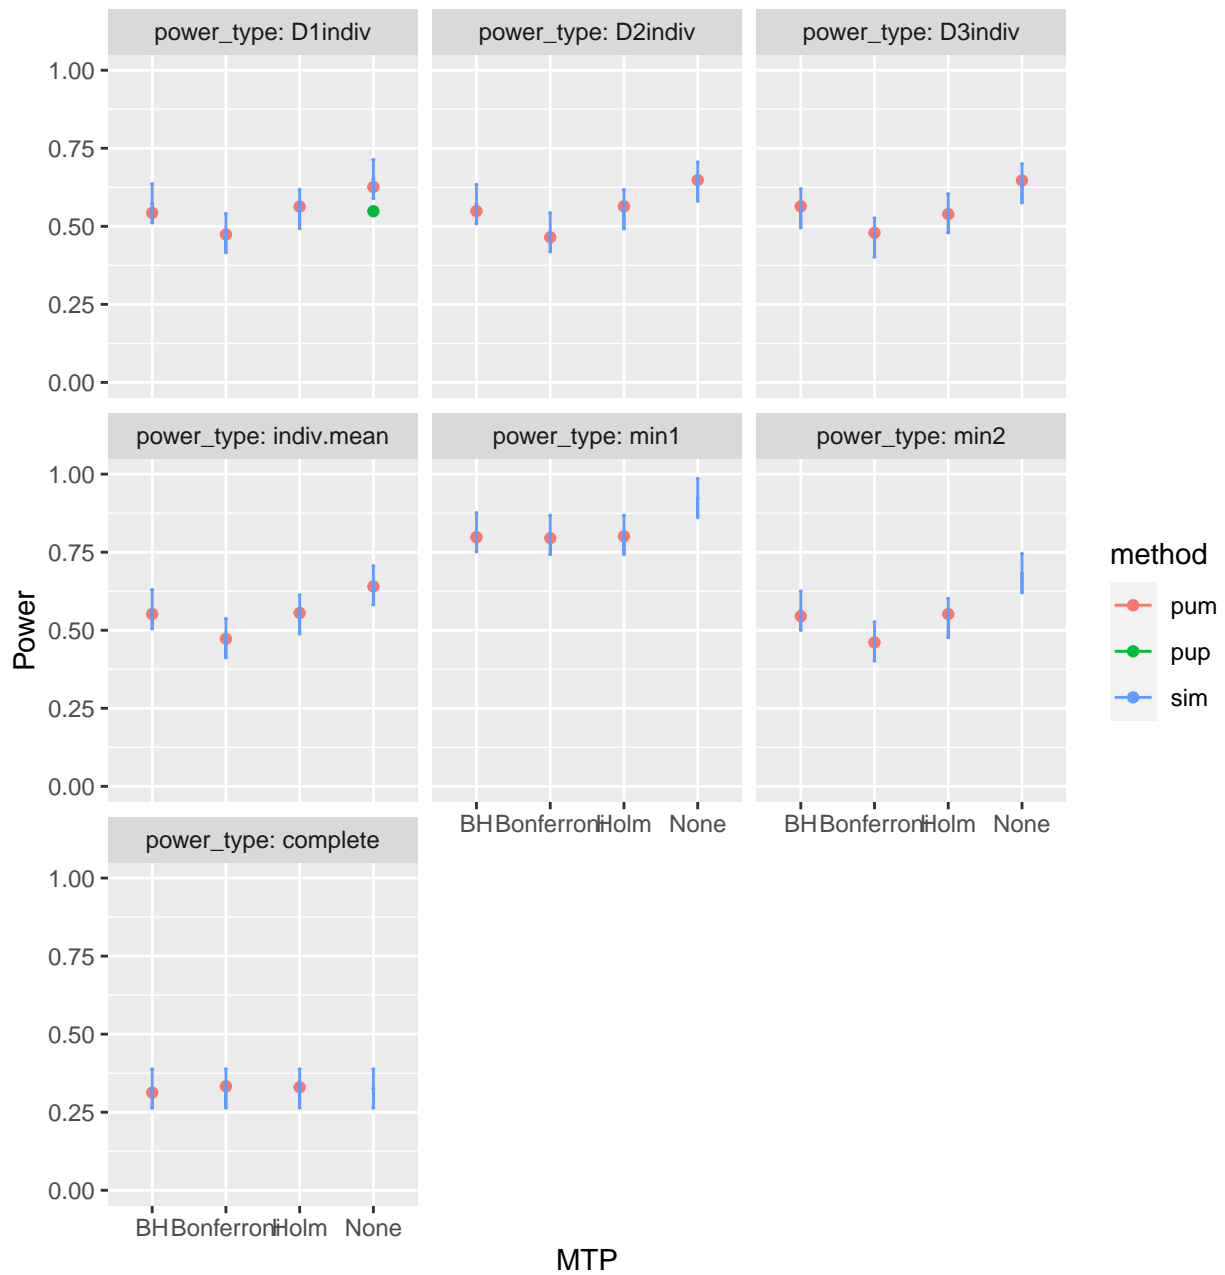 power_type: D1indiv
power_type: D2indiv
power_type: D3indiv
1.00
0.75
0.50
0.25
0.00
power_type: indiv.mean
power_type: min1
power_type: min2
1.00
0.75
0.50
0.25
0.00
BH Bonferroni Holm None
BH Bonferroni Holm None
power_type: complete
1.00
0.75
0.50
0.25
0.00
BH Bonferroni Holm None
MTP
Power
method
pum
pup
sim